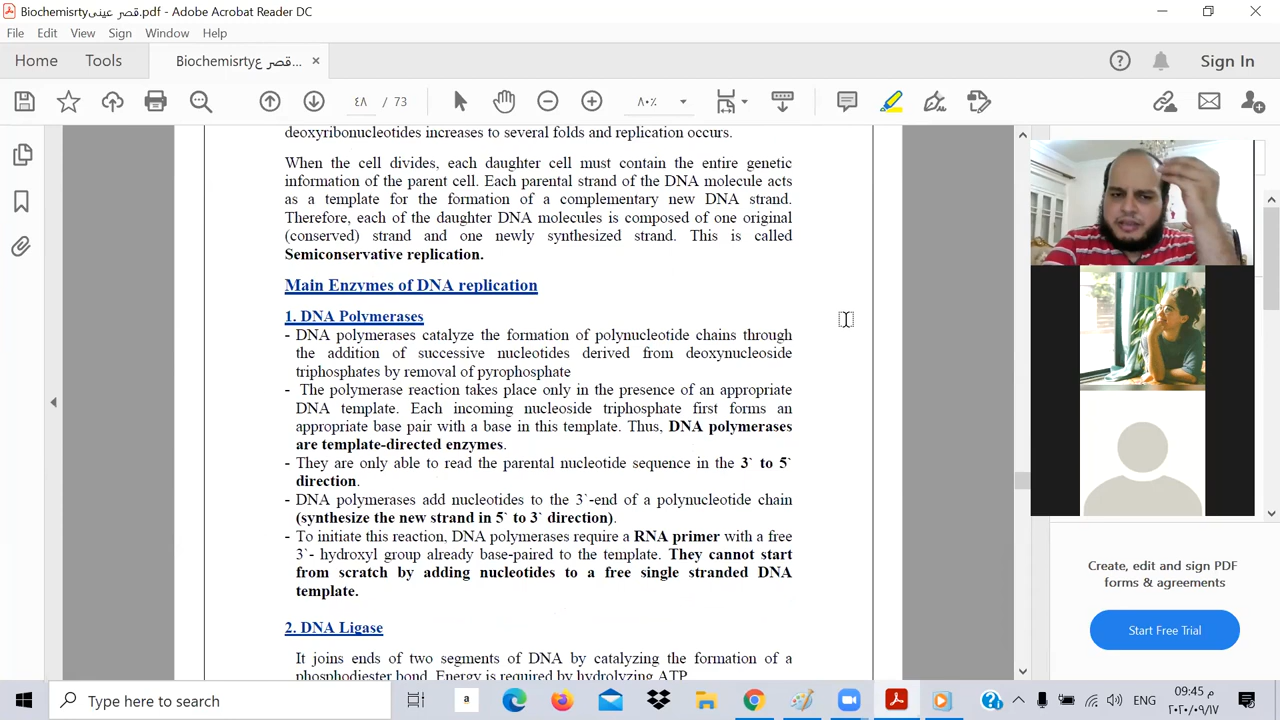 Biochemisrtyقصر عينى.pdf - Adobe Acrobat Reader DC
File Edit View Sign Window Help
Home Tools Biochemisrtyقصر ع... × Sign In
٤٨ / 73 ٨٠٪
deoxyribonucleotides increases to several folds and replication occurs.
When the cell divides, each daughter cell must contain the entire genetic
information of the parent cell. Each parental strand of the DNA molecule acts
as a template for the formation of a complementary new DNA strand.
Therefore, each of the daughter DNA molecules is composed of one original
(conserved) strand and one newly synthesized strand. This is called
Semiconservative replication.
Main Enzymes of DNA replication
1. DNA Polymerases
- DNA polymerases catalyze the formation of polynucleotide chains through
the addition of successive nucleotides derived from deoxynucleoside
triphosphates by removal of pyrophosphate
- The polymerase reaction takes place only in the presence of an appropriate
DNA template. Each incoming nucleoside triphosphate first forms an
appropriate base pair with a base in this template. Thus, DNA polymerases
are template-directed enzymes.
- They are only able to read the parental nucleotide sequence in the 3` to 5`
direction.
- DNA polymerases add nucleotides to the 3`-end of a polynucleotide chain
(synthesize the new strand in 5` to 3` direction).
- To initiate this reaction, DNA polymerases require a RNA primer with a free
3`- hydroxyl group already base-paired to the template. They cannot start
from scratch by adding nucleotides to a free single stranded DNA
template.
2. DNA Ligase
It joins ends of two segments of DNA by catalyzing the formation of a
phosphodiester bond. Energy is required by hydrolyzing ATP
Create, edit and sign PDF
forms & agreements
Start Free Trial
Type here to search
a
ENG
09:45 م
٢٠٢٠/٠٩/١٧